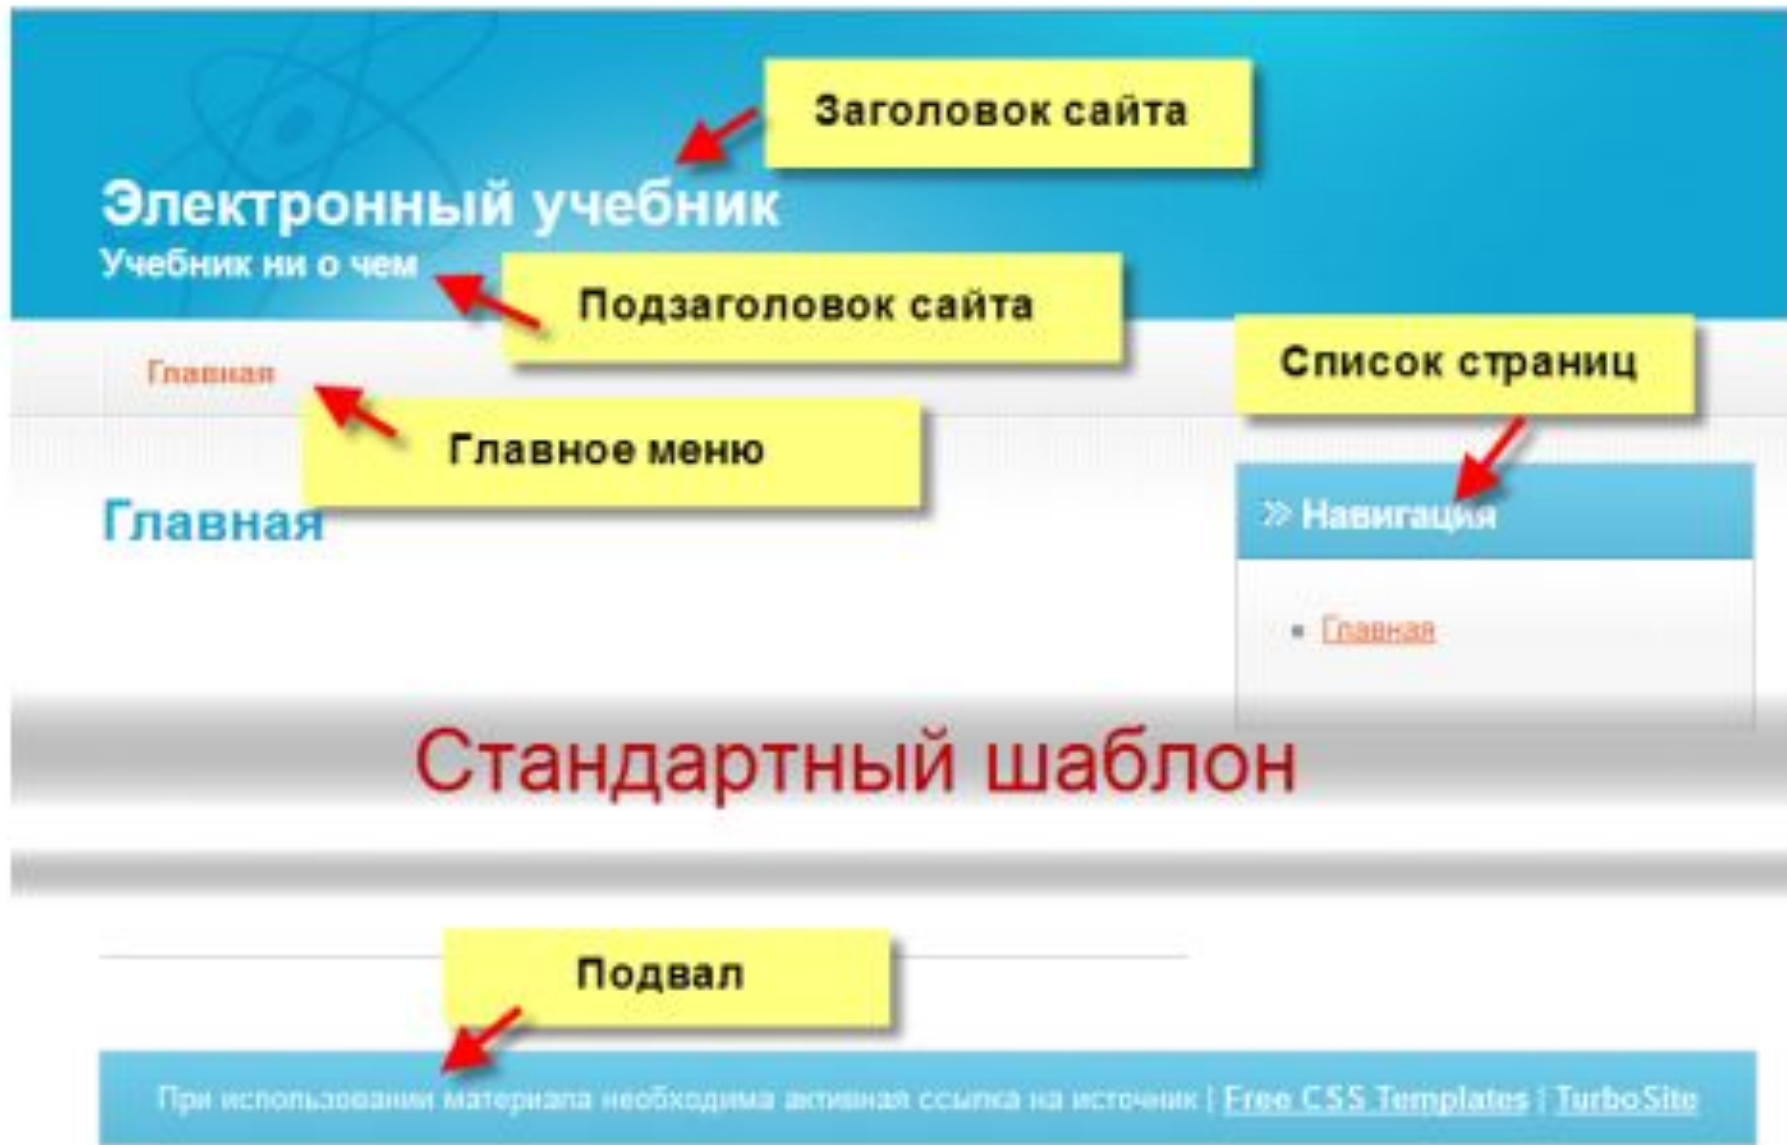 Заголовок сайта
Электронный учебник
Учебник ни о чем
Подзаголовок сайта
Список страниц
Главная
Главное меню
Главная
» Навигация
Главная
Стандартный шаблон
Подвал
При использовании материала необходима активная ссылка на источник | Free CSS Templates | TurboSite